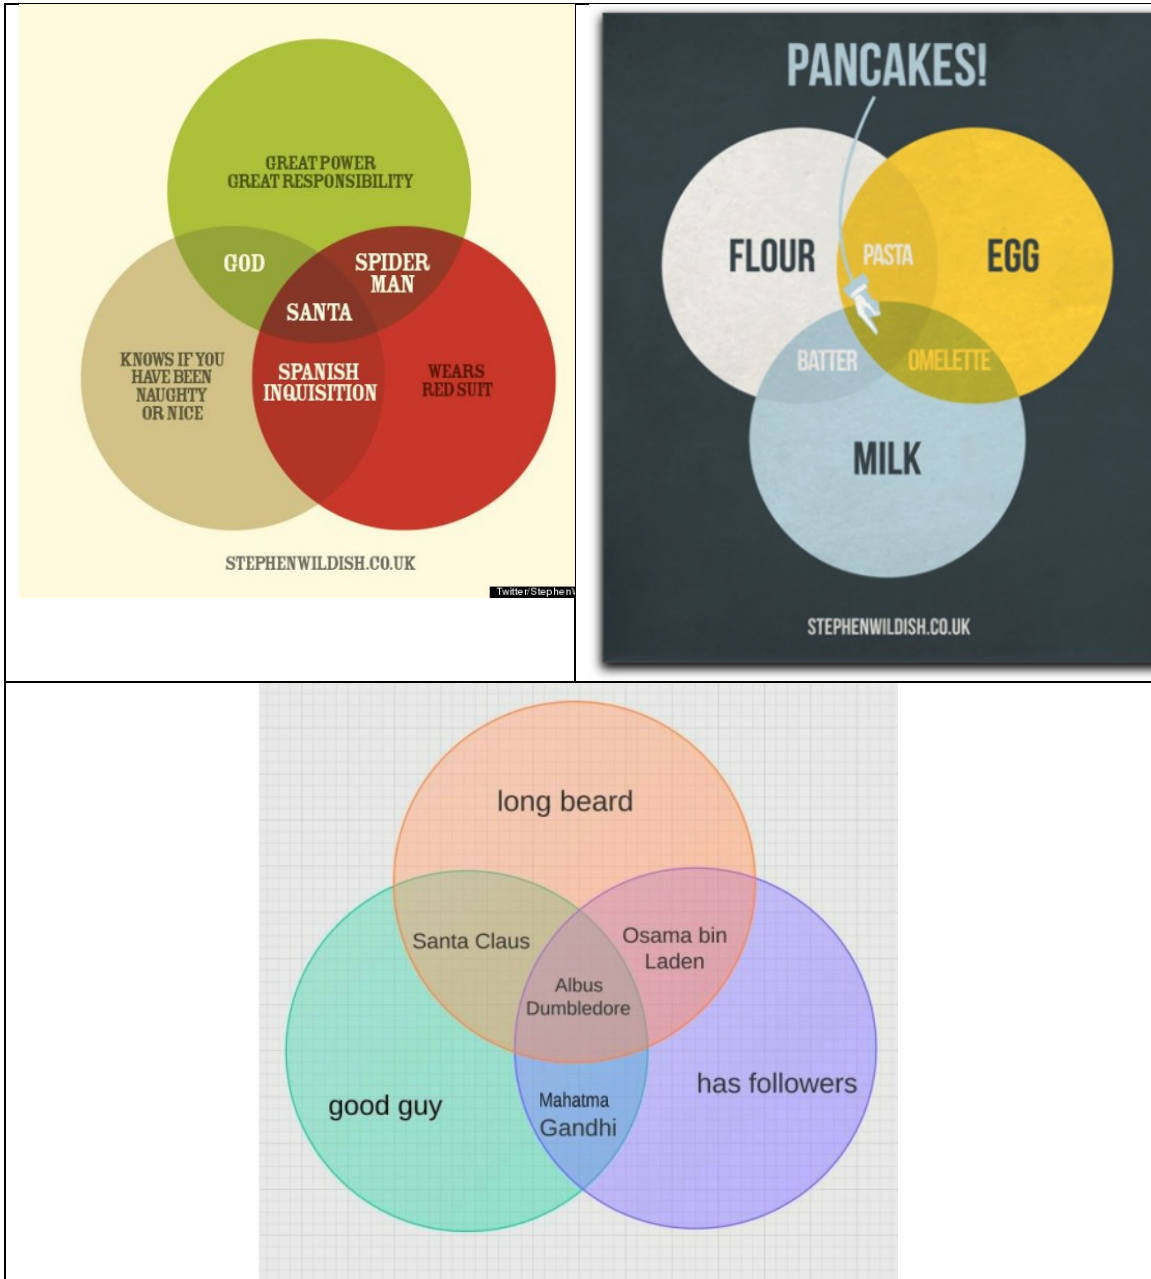 GREAT POWER
GREAT RESPONSIBILITY
GOD
SPIDER
MAN
SANTA
KNOWS IF YOU
HAVE BEEN
NAUGHTY
OR NICE
SPANISH
INQUISITION
WEARS
RED SUIT
STEPHENWILDISH.CO.UK
PANCAKES!
FLOUR
PASTA
EGG
BATTER
OMELETTE
MILK
STEPHENWILDISH.CO.UK
long beard
Santa Claus
Osama bin
Laden
Albus
Dumbledore
good guy
has followers
Mahatma
Gandhi